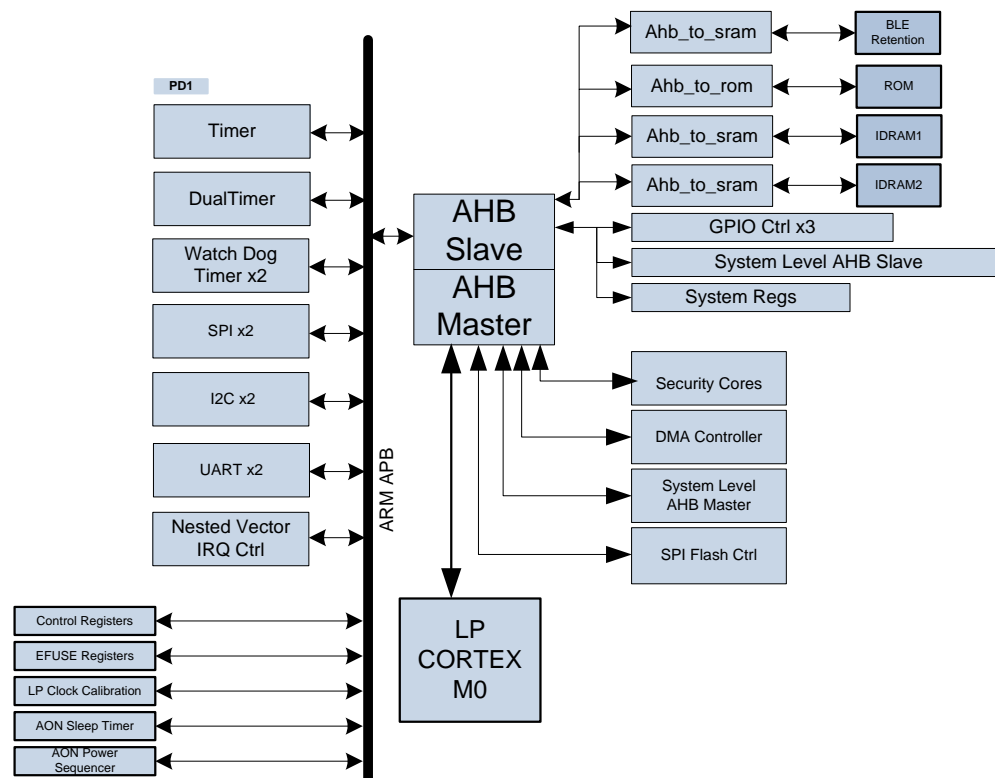 PD1
Timer
DualTimer
Watch Dog
Timer x2
SPI x2
I2C x2
UART x2
Nested Vector
IRQ Ctrl
Control Registers
EFUSE Registers
LP Clock Calibration
AON Sleep Timer
AON Power
Sequencer
ARM APB
AHB
Slave
AHB
Master
LP
CORTEX
M0
Ahb_to_sram
BLE
Retention
Ahb_to_rom
ROM
Ahb_to_sram
IDRAM1
Ahb_to_sram
IDRAM2
GPIO Ctrl x3
System Level AHB Slave
System Regs
Security Cores
DMA Controller
System Level
AHB Master
SPI Flash Ctrl